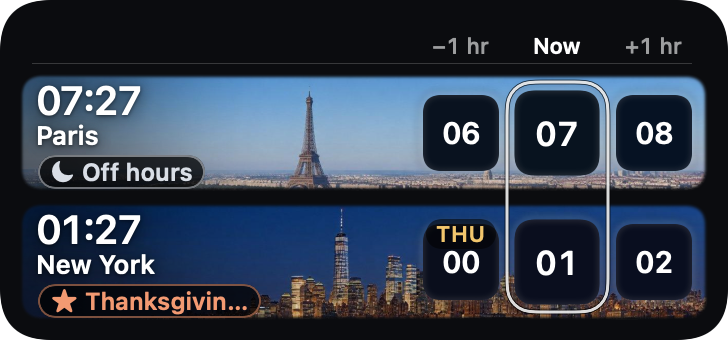 −1 hr Now +1 hr
07:27
Paris
Off hours
06 07 08
01:27
New York
Thanksgivin...
THU
00 01 02